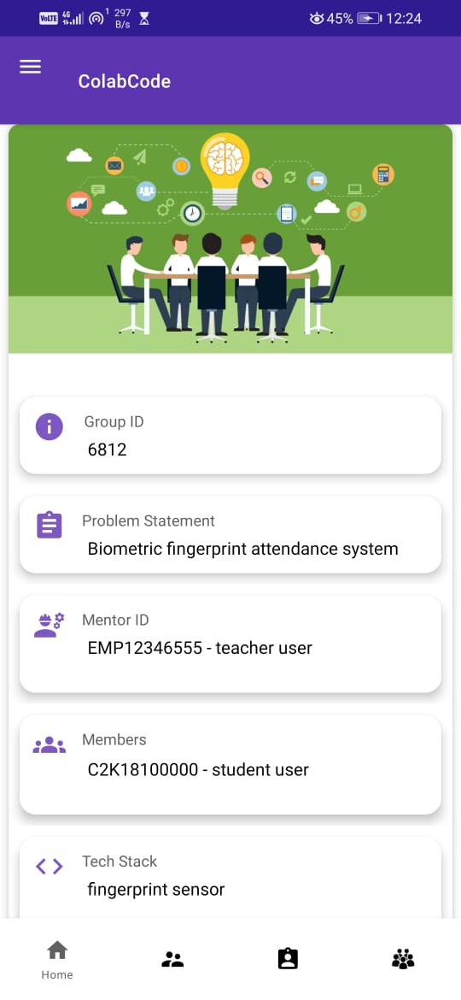 VoLTE 4G 1 297 B/s 45% 12:24
ColabCode
Group ID
6812
Problem Statement
Biometric fingerprint attendance system
Mentor ID
EMP12346555 - teacher user
Members
C2K18100000 - student user
Tech Stack
fingerprint sensor
Home